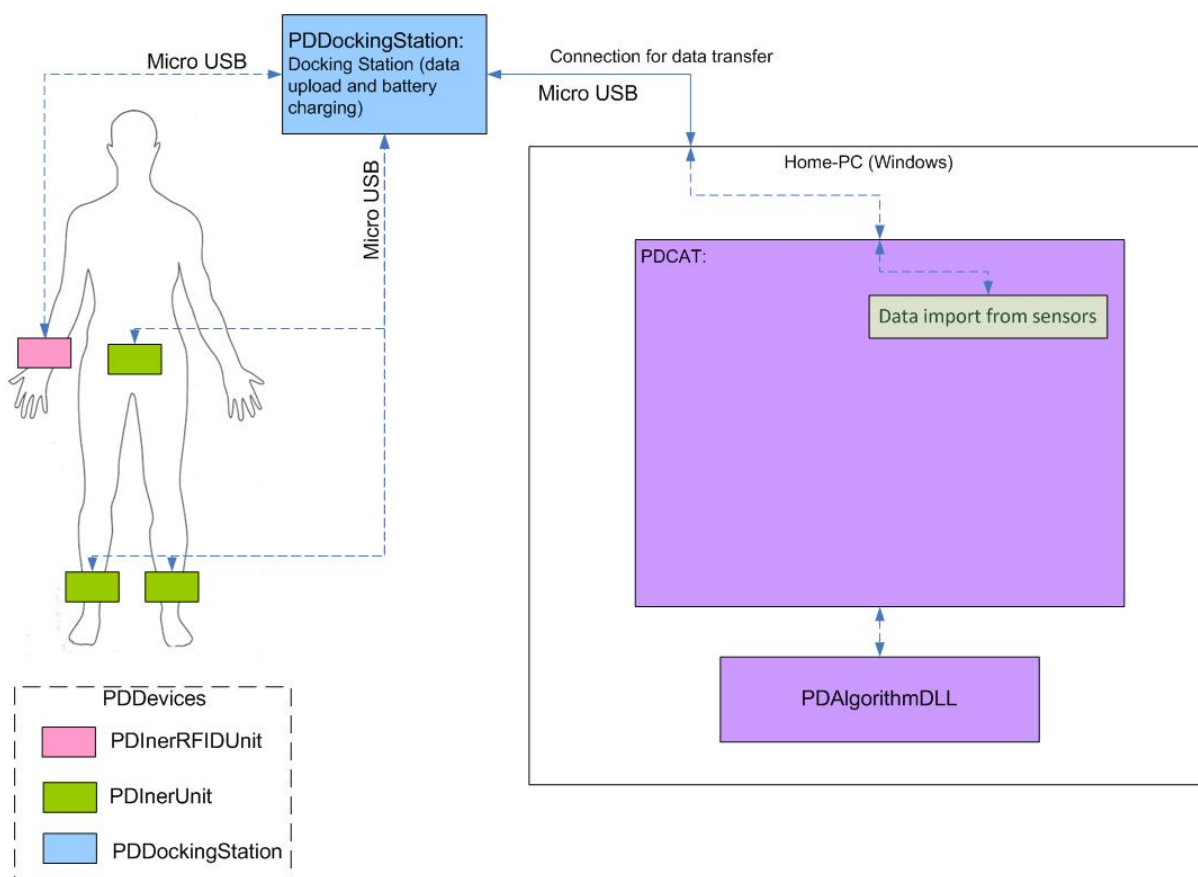 PDDockingStation:
Docking Station (data
upload and battery
charging)
Micro USB
Connection for data transfer
Micro USB
Micro USB
Home-PC (Windows)
PDCAT:
Data import from sensors
PDAlgorithmDLL
PDDevices
PDInerRFIDUnit
PDInerUnit
PDDockingStation